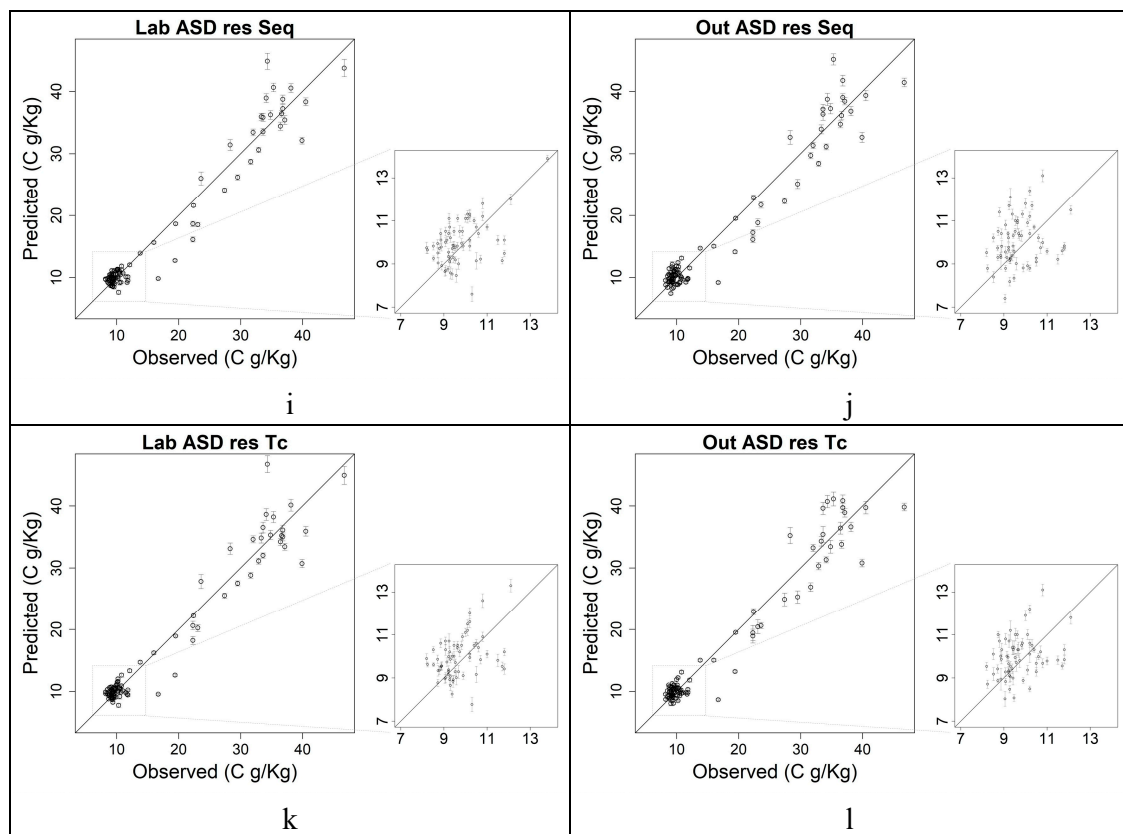 Lab ASD res Seq
Predicted (C g/Kg)
40
30
20
10
10 20 30 40
Observed (C g/Kg)
13
11
9
7
7 9 11 13
i
Out ASD res Seq
Predicted (C g/Kg)
40
30
20
10
10 20 30 40
Observed (C g/Kg)
13
11
9
7
7 9 11 13
j
Lab ASD res Tc
Predicted (C g/Kg)
40
30
20
10
10 20 30 40
Observed (C g/Kg)
13
11
9
7
7 9 11 13
k
Out ASD res Tc
Predicted (C g/Kg)
40
30
20
10
10 20 30 40
Observed (C g/Kg)
13
11
9
7
7 9 11 13
l